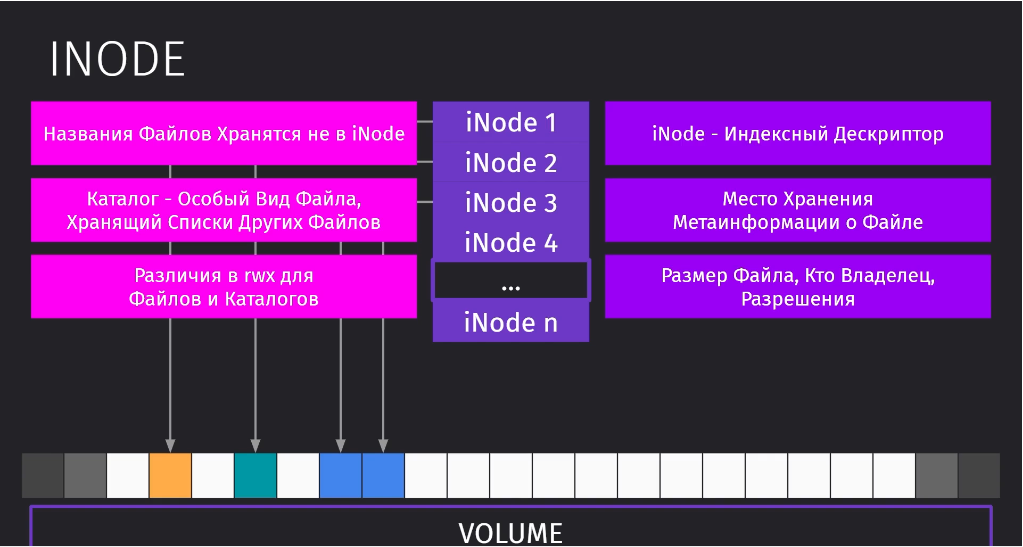 INODE
Названия Файлов Хранятся не в iNode
Каталог - Особый Вид Файла,
Хранящий Списки Других Файлов
Различия в rwx для
Файлов и Каталогов
iNode 1
iNode 2
iNode 3
iNode 4
...
iNode n
iNode - Индексный Дескриптор
Место Хранения
Метаинформации о Файле
Размер Файла, Кто Владелец,
Разрешения
VOLUME